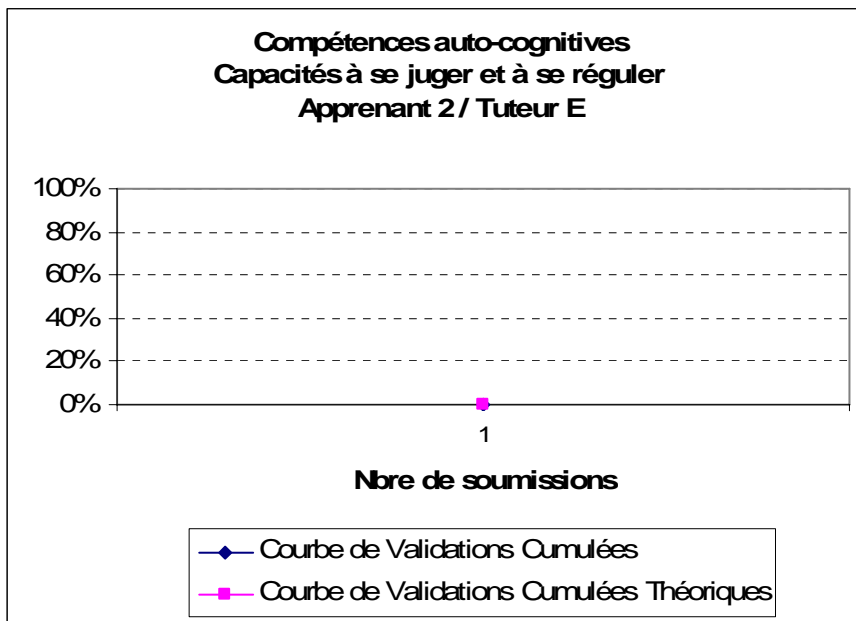 Compétences auto-cognitives
Capacités à se juger et à se réguler
Apprenant 2 / Tuteur E
100%
80%
60%
40%
20%
0%
1
Nbre de soumissions
Courbe de Validations Cumulées
Courbe de Validations Cumulées Théoriques